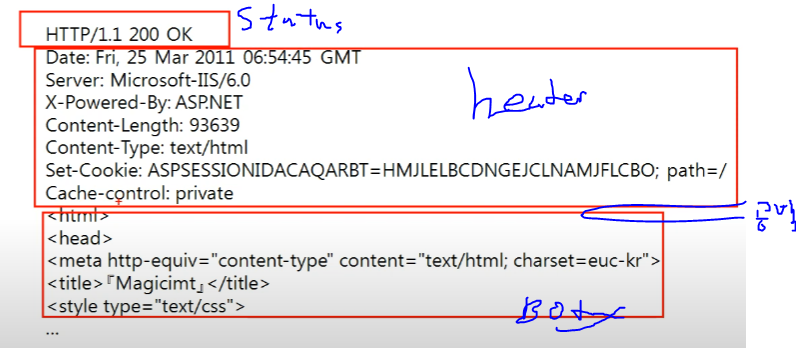 HTTP/1.1 200 OK
Status
Date: Fri, 25 Mar 2011 06:54:45 GMT
Server: Microsoft-IIS/6.0
X-Powered-By: ASP.NET
header
Content-Length: 93639
Content-Type: text/html
Set-Cookie: ASPSESSIONIDACAQARBT=HMJLELBCDNGEJCLNAMJFLCBO; path=/
Cache-control: private
<html>
공백
<head>
<meta http-equiv="content-type" content="text/html; charset=euc-kr">
<title>『Magicimt』</title>
<style type="text/css">
...